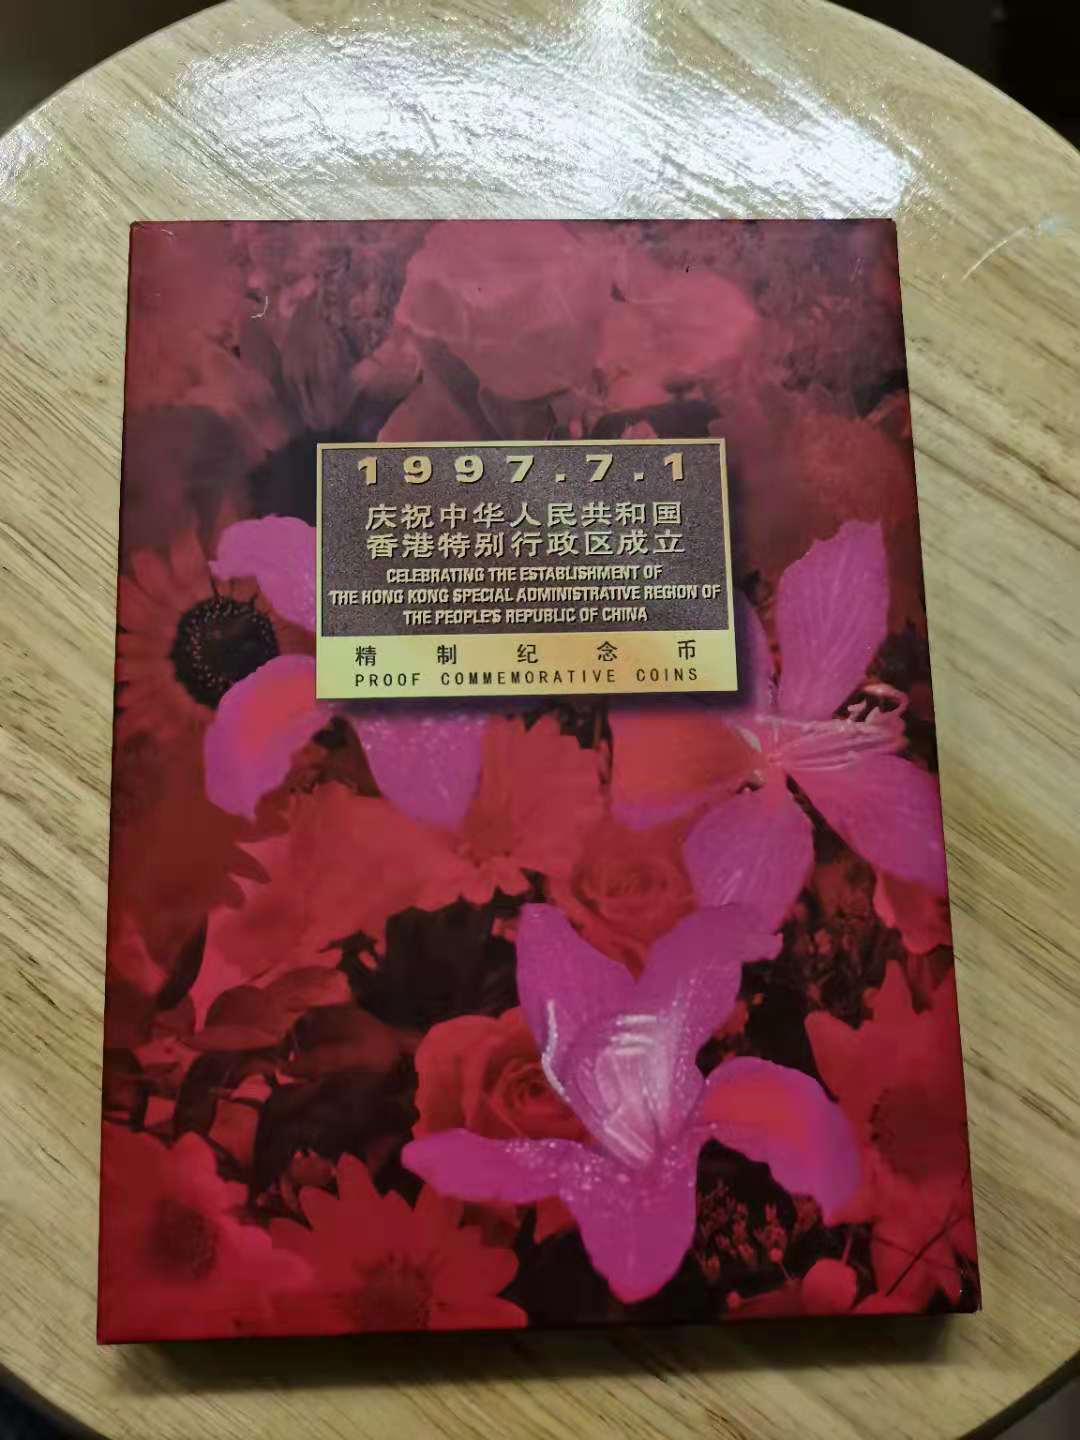 1997.7.1
庆祝中华人民共和国
香港特别行政区成立
CELEBRATING THE ESTABLISHMENT OF
THE HONG KONG SPECIAL ADMINISTRATIVE REGION OF
THE PEOPLE'S REPUBLIC OF CHINA
精制纪念币
PROOF COMMEMORATIVE COINS